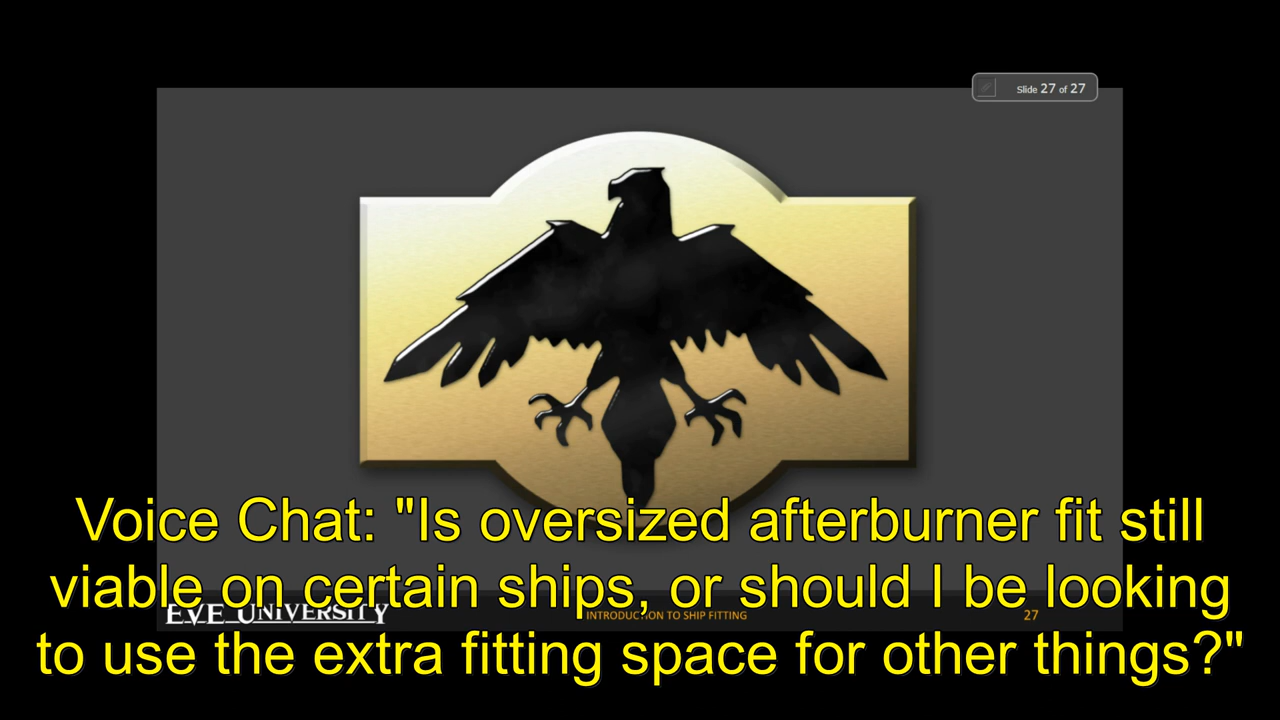 Slide 27 of 27
Voice Chat: "Is oversized afterburner fit still
viable on certain ships, or should I be looking
to use the extra fitting space for other things?"
EVE UNIVERSITY
INTRODUCTION TO SHIP FITTING
27